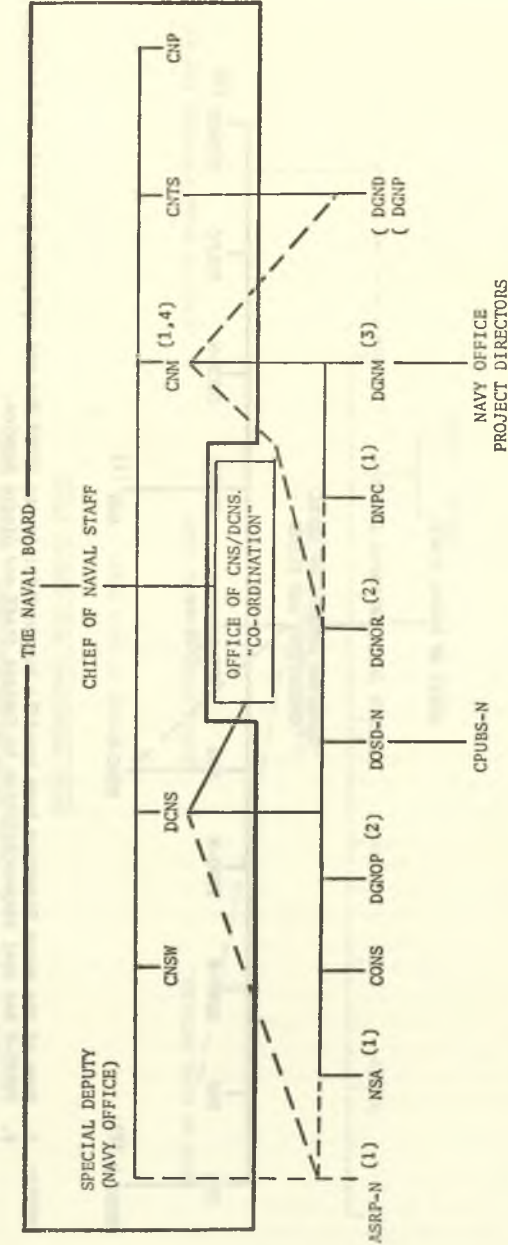 THE NAVAL BOARD
CHIEF OF NAVAL STAFF
SPECIAL DEPUTY
(NAVY OFFICE)
CNSW
DCNS
CNM (1,4)
CNTS
CNP
OFFICE OF CNS/DCNS.
"CO-ORDINATION"
ASRP-N (1)
NSA (1)
CONS
DGNOP (2)
DOSD-N
DGNOR (2)
DNPC (1)
DGNM (3)
( DGND
( DGNP
CPUBS-N
NAVY OFFICE
PROJECT DIRECTORS